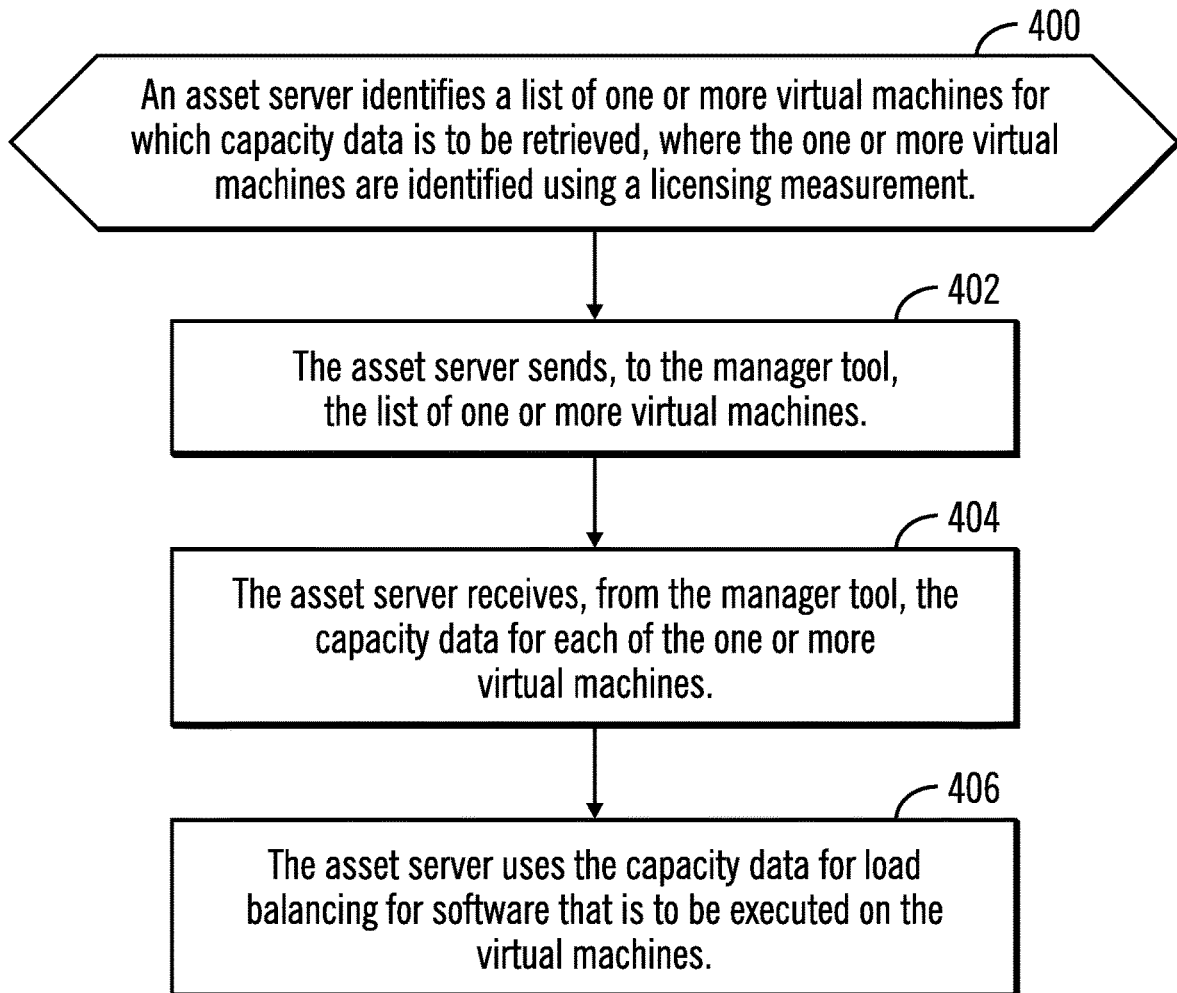 400
An asset server identifies a list of one or more virtual machines for
which capacity data is to be retrieved, where the one or more virtual
machines are identified using a licensing measurement.
402
The asset server sends, to the manager tool,
the list of one or more virtual machines.
404
The asset server receives, from the manager tool, the
capacity data for each of the one or more
virtual machines.
406
The asset server uses the capacity data for load
balancing for software that is to be executed on the
virtual machines.